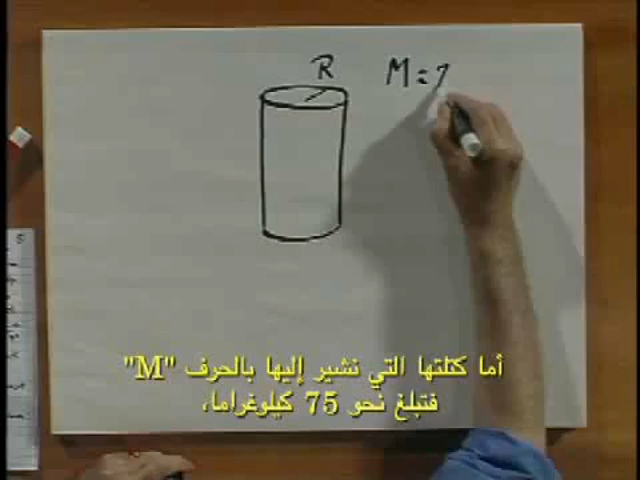 R
M = 7
أما كتلتها التي نشير إليها بالحرف "M"
فتبلغ نحو 75 كيلوغراما،